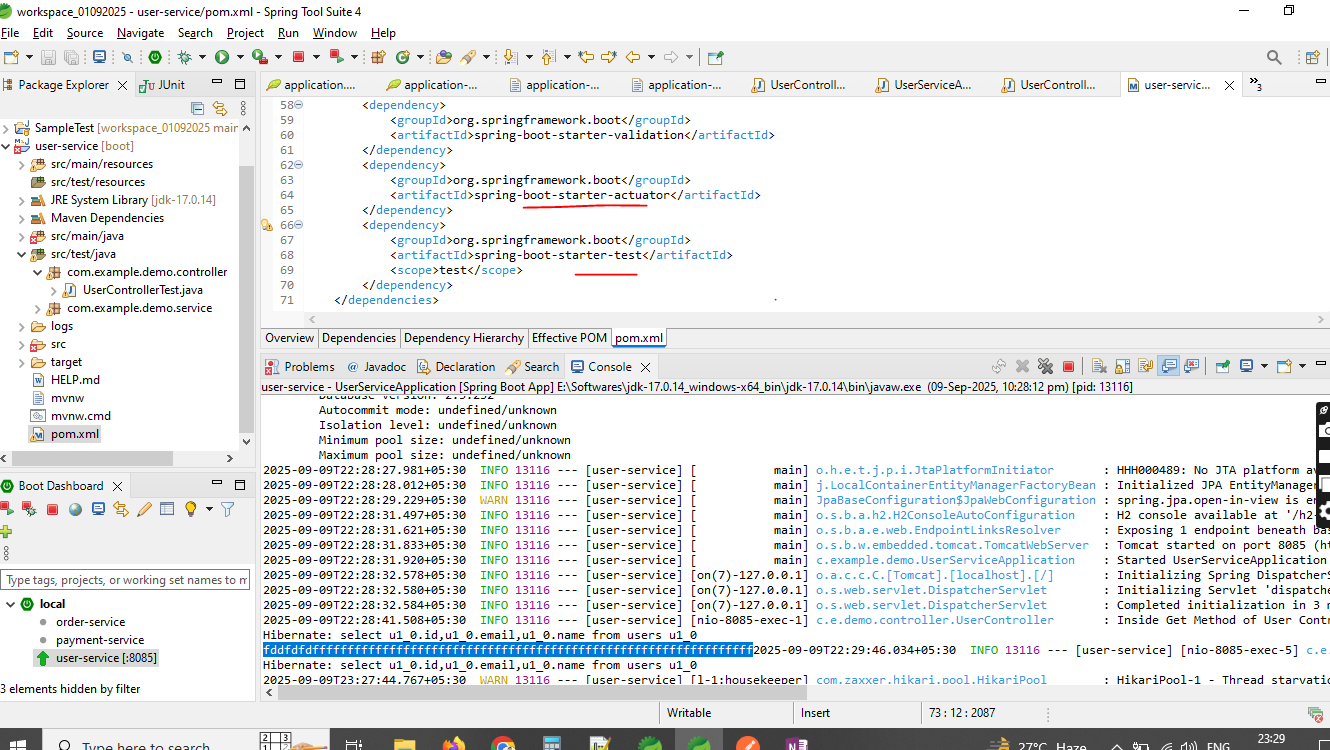 workspace_01092025 - user-service/pom.xml - Spring Tool Suite 4
File Edit Source Navigate Search Project Run Window Help
Package Explorer JUnit
SampleTest [workspace_01092025 main
user-service [boot]
src/main/resources
src/test/resources
JRE System Library [jdk-17.0.14]
Maven Dependencies
src/main/java
src/test/java
com.example.demo.controller
UserControllerTest.java
com.example.demo.service
logs
src
target
HELP.md
mvnw
mvnw.cmd
pom.xml
Boot Dashboard
Type tags, projects, or working set names to m
local
order-service
payment-service
user-service [:8085]
3 elements hidden by filter
application.... application-... application-... application-... UserControll... UserServiceA... UserControll... user-servic... »3
58 <dependency>
59 <groupId>org.springframework.boot</groupId>
60 <artifactId>spring-boot-starter-validation</artifactId>
61 </dependency>
62 <dependency>
63 <groupId>org.springframework.boot</groupId>
64 <artifactId>spring-boot-starter-actuator</artifactId>
65 </dependency>
66 <dependency>
67 <groupId>org.springframework.boot</groupId>
68 <artifactId>spring-boot-starter-test</artifactId>
69 <scope>test</scope>
70 </dependency>
71 </dependencies>
Overview Dependencies Dependency Hierarchy Effective POM pom.xml
Problems Javadoc Declaration Search Console
user-service - UserServiceApplication [Spring Boot App] E:\Softwares\jdk-17.0.14_windows-x64_bin\jdk-17.0.14\bin\javaw.exe (09-Sep-2025, 10:28:12 pm) [pid: 13116]
Database version: 2.3.232
Autocommit mode: undefined/unknown
Isolation level: undefined/unknown
Minimum pool size: undefined/unknown
Maximum pool size: undefined/unknown
2025-09-09T22:28:27.981+05:30 INFO 13116 --- [user-service] [ main] o.h.e.t.j.p.i.JtaPlatformInitiator : HHH000489: No JTA platform av
2025-09-09T22:28:28.012+05:30 INFO 13116 --- [user-service] [ main] j.LocalContainerEntityManagerFactoryBean : Initialized JPA EntityManager
2025-09-09T22:28:29.229+05:30 WARN 13116 --- [user-service] [ main] JpaBaseConfiguration$JpaWebConfiguration : spring.jpa.open-in-view is en
2025-09-09T22:28:31.497+05:30 INFO 13116 --- [user-service] [ main] o.s.b.a.h2.H2ConsoleAutoConfiguration : H2 console available at '/h2-
2025-09-09T22:28:31.621+05:30 INFO 13116 --- [user-service] [ main] o.s.b.a.e.web.EndpointLinksResolver : Exposing 1 endpoint beneath ba
2025-09-09T22:28:31.833+05:30 INFO 13116 --- [user-service] [ main] o.s.b.w.embedded.tomcat.TomcatWebServer : Tomcat started on port 8085 (ht
2025-09-09T22:28:31.920+05:30 INFO 13116 --- [user-service] [ main] c.example.demo.UserServiceApplication : Started UserServiceApplication
2025-09-09T22:28:32.578+05:30 INFO 13116 --- [user-service] [on(7)-127.0.0.1] o.a.c.c.C.[Tomcat].[localhost].[/] : Initializing Spring DispatcherS
2025-09-09T22:28:32.580+05:30 INFO 13116 --- [user-service] [on(7)-127.0.0.1] o.s.web.servlet.DispatcherServlet : Initializing Servlet 'dispatche
2025-09-09T22:28:32.584+05:30 INFO 13116 --- [user-service] [on(7)-127.0.0.1] o.s.web.servlet.DispatcherServlet : Completed initialization in 3 m
2025-09-09T22:28:41.508+05:30 INFO 13116 --- [user-service] [nio-8085-exec-1] c.e.demo.controller.UserController : Inside Get Method of User Contr
Hibernate: select u1_0.id,u1_0.email,u1_0.name from users u1_0
2025-09-09T22:29:46.034+05:30 INFO 13116 --- [user-service] [nio-8085-exec-5] c.e.
Hibernate: select u1_0.id,u1_0.email,u1_0.name from users u1_0
2025-09-09T23:27:44.767+05:30 WARN 13116 --- [user-service] [l-1:housekeeper] com.zaxxer.hikari.pool.HikariPool : HikariPool-1 - Thread starvatio
Writable Insert 73 : 12 : 2087
Type here to search
27°C Haze ENG 23:29